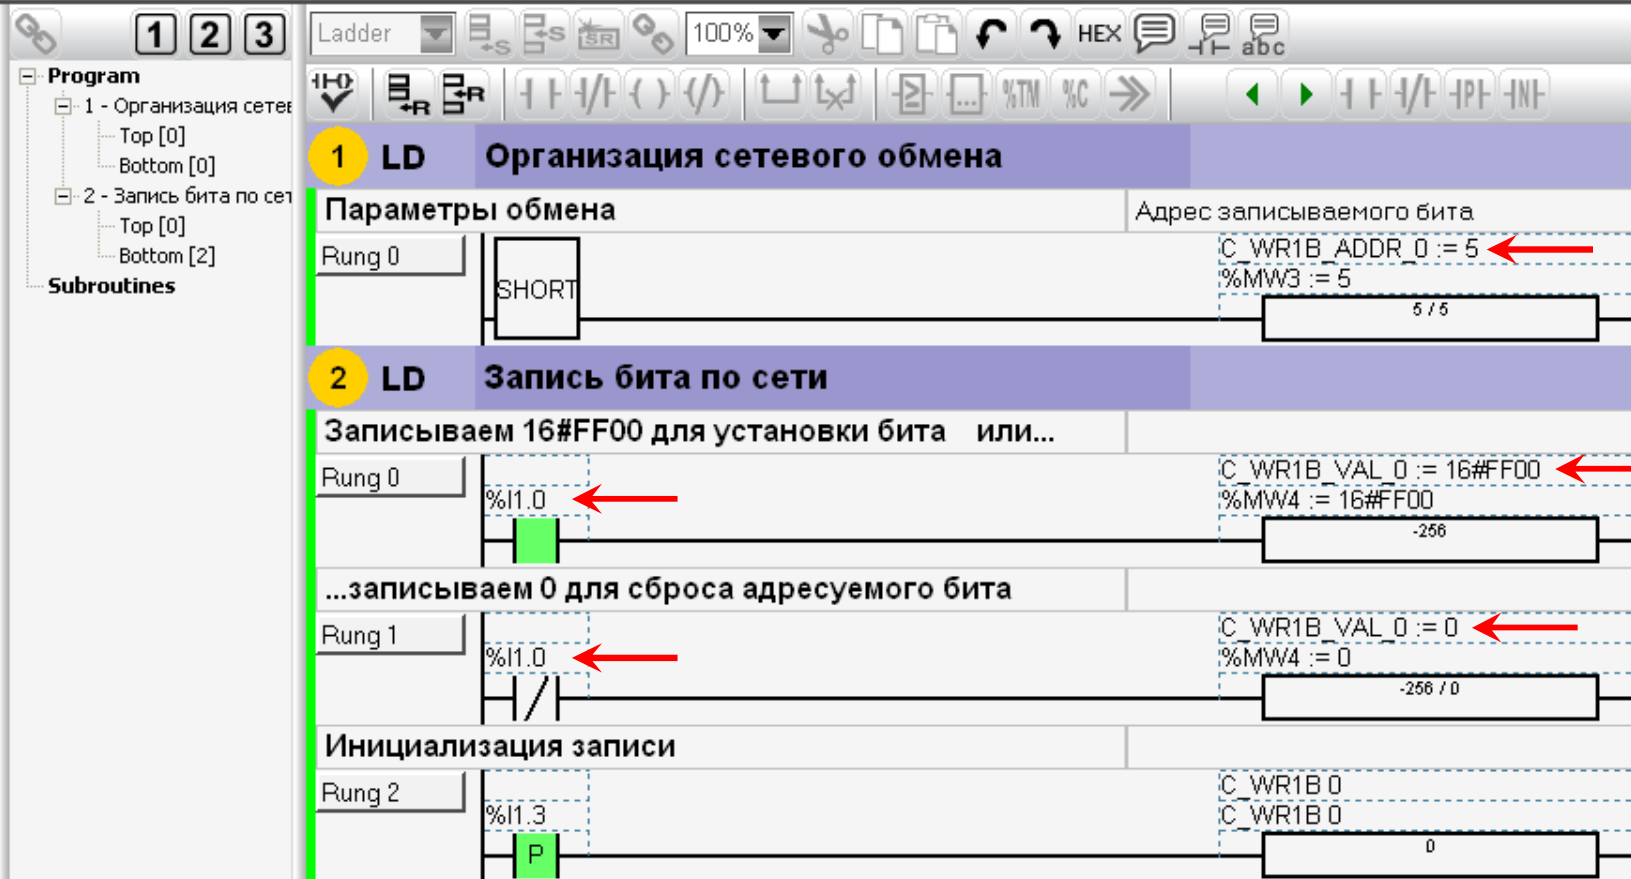 1 2 3
Ladder
S
S
SR
100%
HEX
abc
R
R
%TM
%C
P
N
Program
1 - Организация сетев
Top [0]
Bottom [0]
2 - Запись бита по сет
Top [0]
Bottom [2]
Subroutines
1 LD Организация сетевого обмена
Параметры обмена Адрес записываемого бита
Rung 0
C_WR1B_ADDR_0 := 5
%MW3 := 5
SHORT
5 / 5
2 LD Запись бита по сети
Записываем 16#FF00 для установки бита или...
Rung 0
C_WR1B_VAL_0 := 16#FF00
%I1.0 %MW4 := 16#FF00
-256
...записываем 0 для сброса адресуемого бита
Rung 1
C_WR1B_VAL_0 := 0
%I1.0 %MW4 := 0
-256 / 0
Инициализация записи
Rung 2
C_WR1B 0
%I1.3 C_WR1B 0
P 0